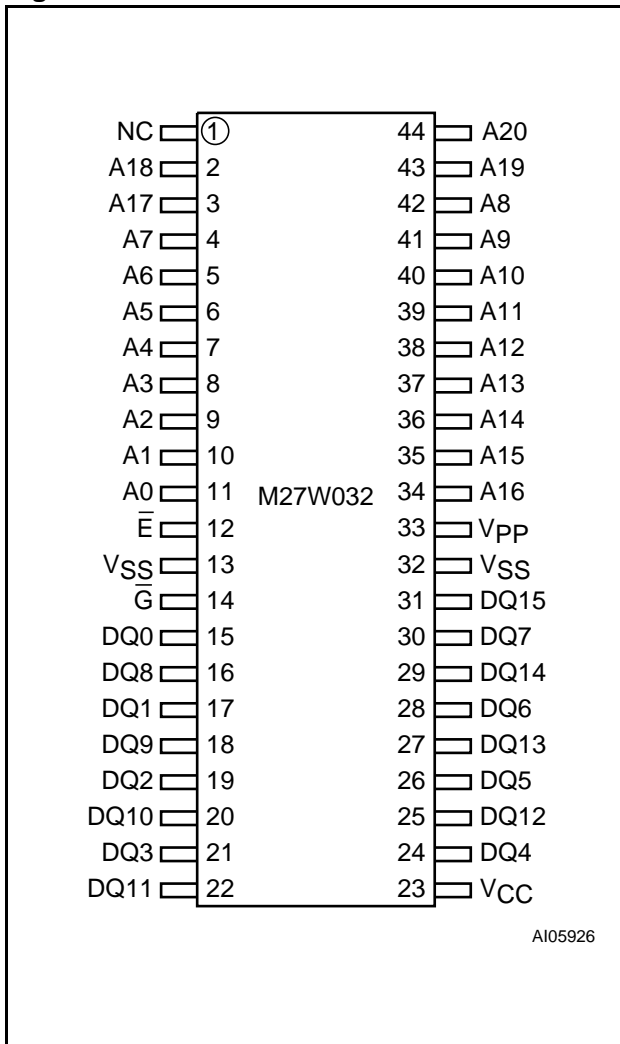 NC 1 44 A20
A18 2 43 A19
A17 3 42 A8
A7 4 41 A9
A6 5 40 A10
A5 6 39 A11
A4 7 38 A12
A3 8 37 A13
A2 9 36 A14
A1 10 35 A15
A0 11 M27W032 34 A16
E̅ 12 33 VPP
VSS 13 32 VSS
G̅ 14 31 DQ15
DQ0 15 30 DQ7
DQ8 16 29 DQ14
DQ1 17 28 DQ6
DQ9 18 27 DQ13
DQ2 19 26 DQ5
DQ10 20 25 DQ12
DQ3 21 24 DQ4
DQ11 22 23 VCC
AI05926